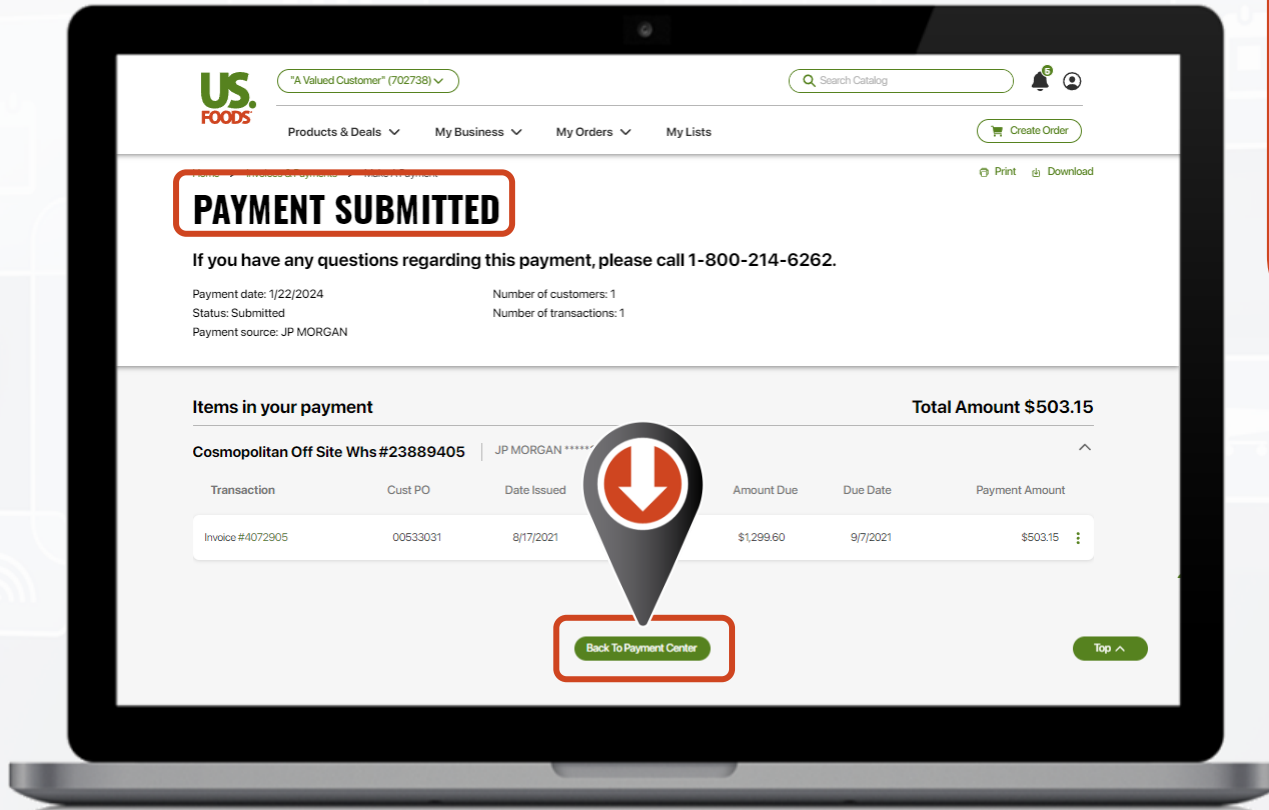 US.
FOODS
"A Valued Customer" (702738)
Search Catalog
5
Products & Deals
My Business
My Orders
My Lists
Create Order
Home Invoices & Payments Make A Payment
Print
Download
PAYMENT SUBMITTED
If you have any questions regarding this payment, please call 1-800-214-6262.
Payment date: 1/22/2024
Number of customers: 1
Status: Submitted
Number of transactions: 1
Payment source: JP MORGAN
Items in your payment
Total Amount $503.15
Cosmopolitan Off Site Whs #23889405
JP MORGAN *****
Transaction
Cust PO
Date Issued
Amount Due
Due Date
Payment Amount
Invoice #4072905
00533031
8/17/2021
$1,299.60
9/7/2021
$503.15
Back To Payment Center
Top